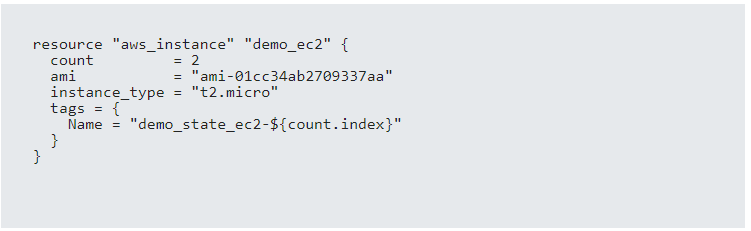 resource "aws_instance" "demo_ec2" {
  count         = 2
  ami           = "ami-01cc34ab2709337aa"
  instance_type = "t2.micro"
  tags = {
    Name = "demo_state_ec2-${count.index}"
  }
}